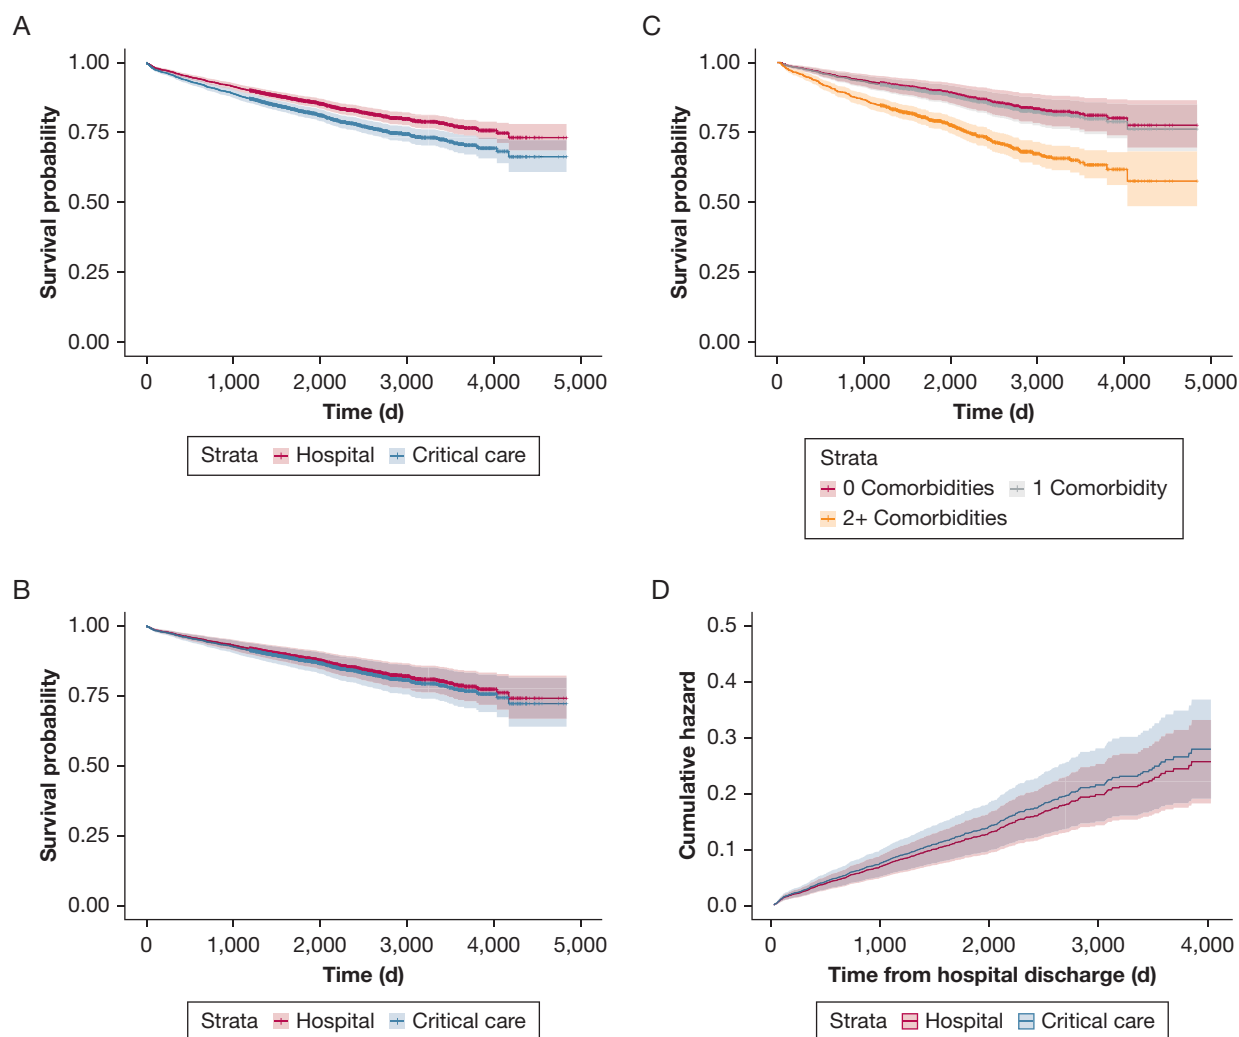 A
Survival probability
1.00
0.75
0.50
0.25
0.00
0 1,000 2,000 3,000 4,000 5,000
Time (d)
Strata Hospital Critical care
C
Survival probability
1.00
0.75
0.50
0.25
0.00
0 1,000 2,000 3,000 4,000 5,000
Time (d)
Strata
0 Comorbidities 1 Comorbidity
2+ Comorbidities
B
Survival probability
1.00
0.75
0.50
0.25
0.00
0 1,000 2,000 3,000 4,000 5,000
Time (d)
Strata Hospital Critical care
D
Cumulative hazard
0.5
0.4
0.3
0.2
0.1
0.0
0 1,000 2,000 3,000 4,000
Time from hospital discharge (d)
Strata Hospital Critical care